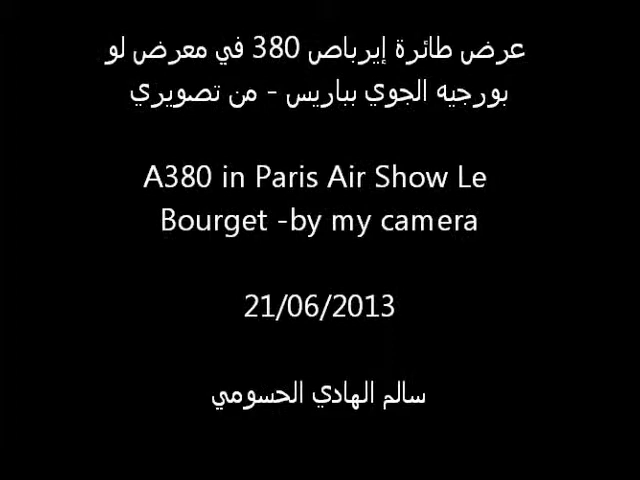 عرض طائرة إيرباص 380 في معرض لو
بورجيه الجوي بباريس - من تصويري
A380 in Paris Air Show Le
Bourget -by my camera
21/06/2013
سالم الهادي الحسومي